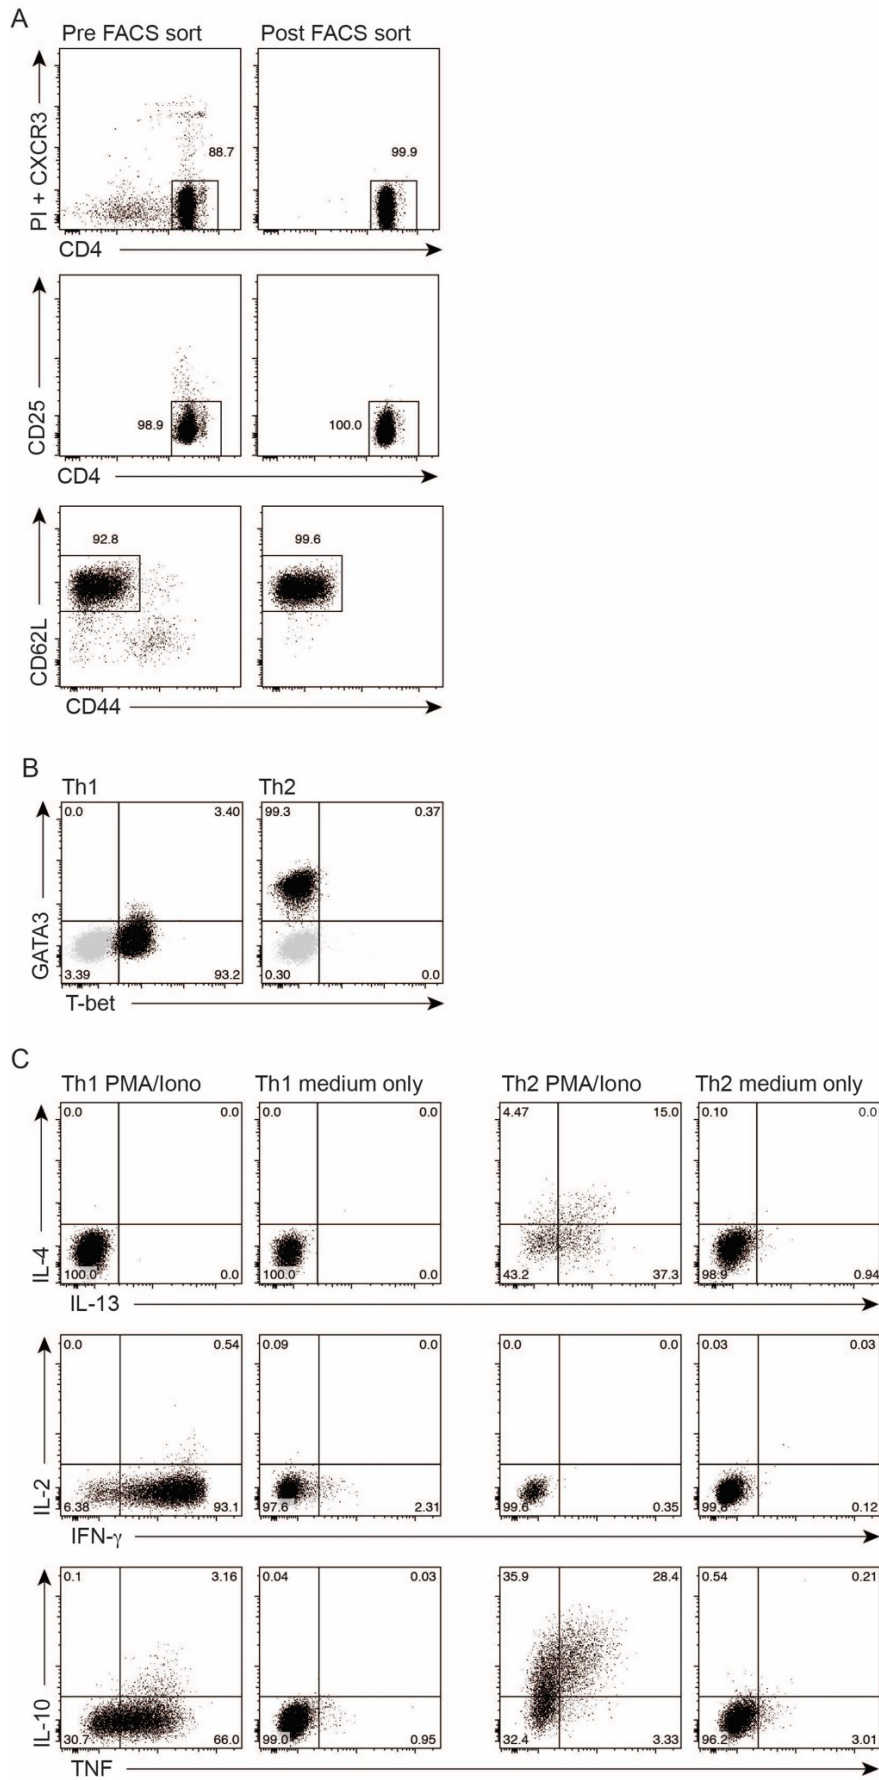 A
Pre FACS sort Post FACS sort
PI + CXCR3
88.7
99.9
CD4
CD25
98.9
100.0
CD4
CD62L
92.8
99.6
CD44
B
Th1 Th2
GATA3
0.0 3.40
3.39 93.2
99.3 0.37
0.30 0.0
T-bet
C
Th1 PMA/Iono Th1 medium only Th2 PMA/Iono Th2 medium only
IL-4
0.0 0.0 0.0 0.0 4.47 15.0 0.10 0.0
100.0 0.0 100.0 0.0 43.2 37.3 98.9 0.94
IL-13
IL-2
0.0 0.54 0.09 0.0 0.0 0.0 0.03 0.03
6.38 93.1 97.6 2.31 99.6 0.35 0.12
IFN-γ
IL-10
0.1 3.16 0.04 0.03 35.9 28.4 0.54 0.21
30.7 66.0 99.0 0.95 32.4 3.33 96.2 3.01
TNF